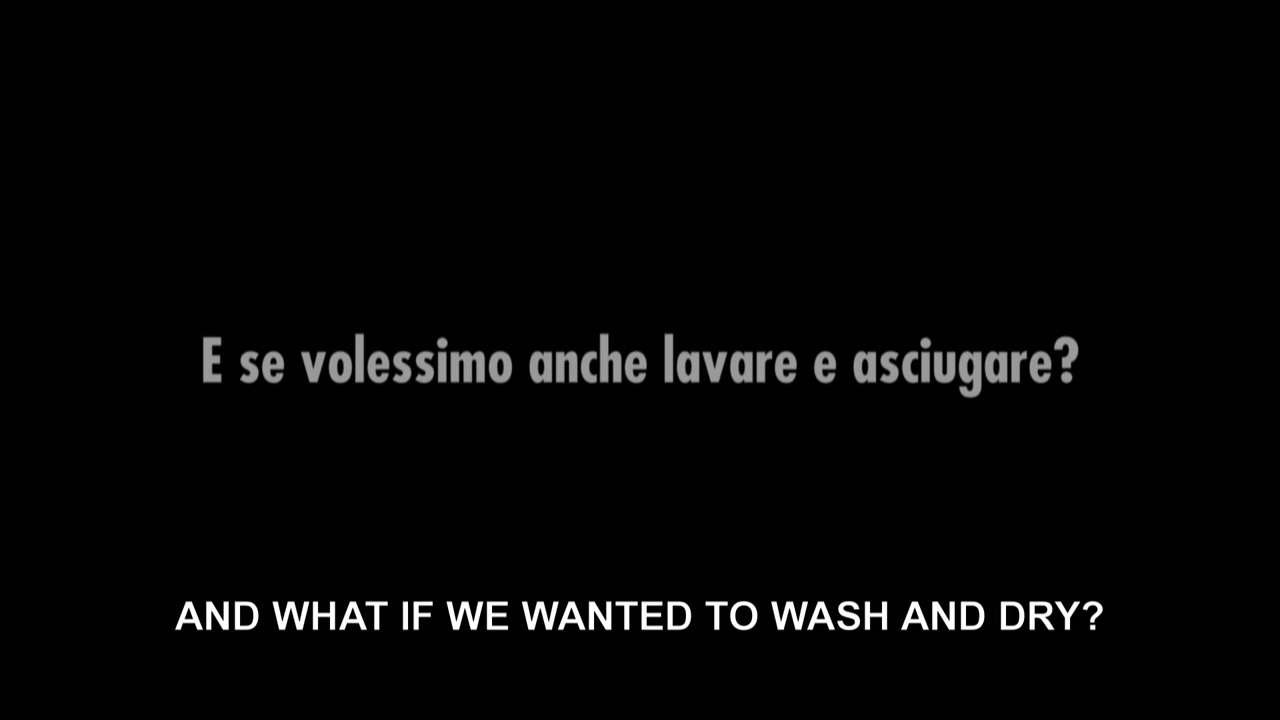 E se volessimo anche lavare e asciugare?
AND WHAT IF WE WANTED TO WASH AND DRY?